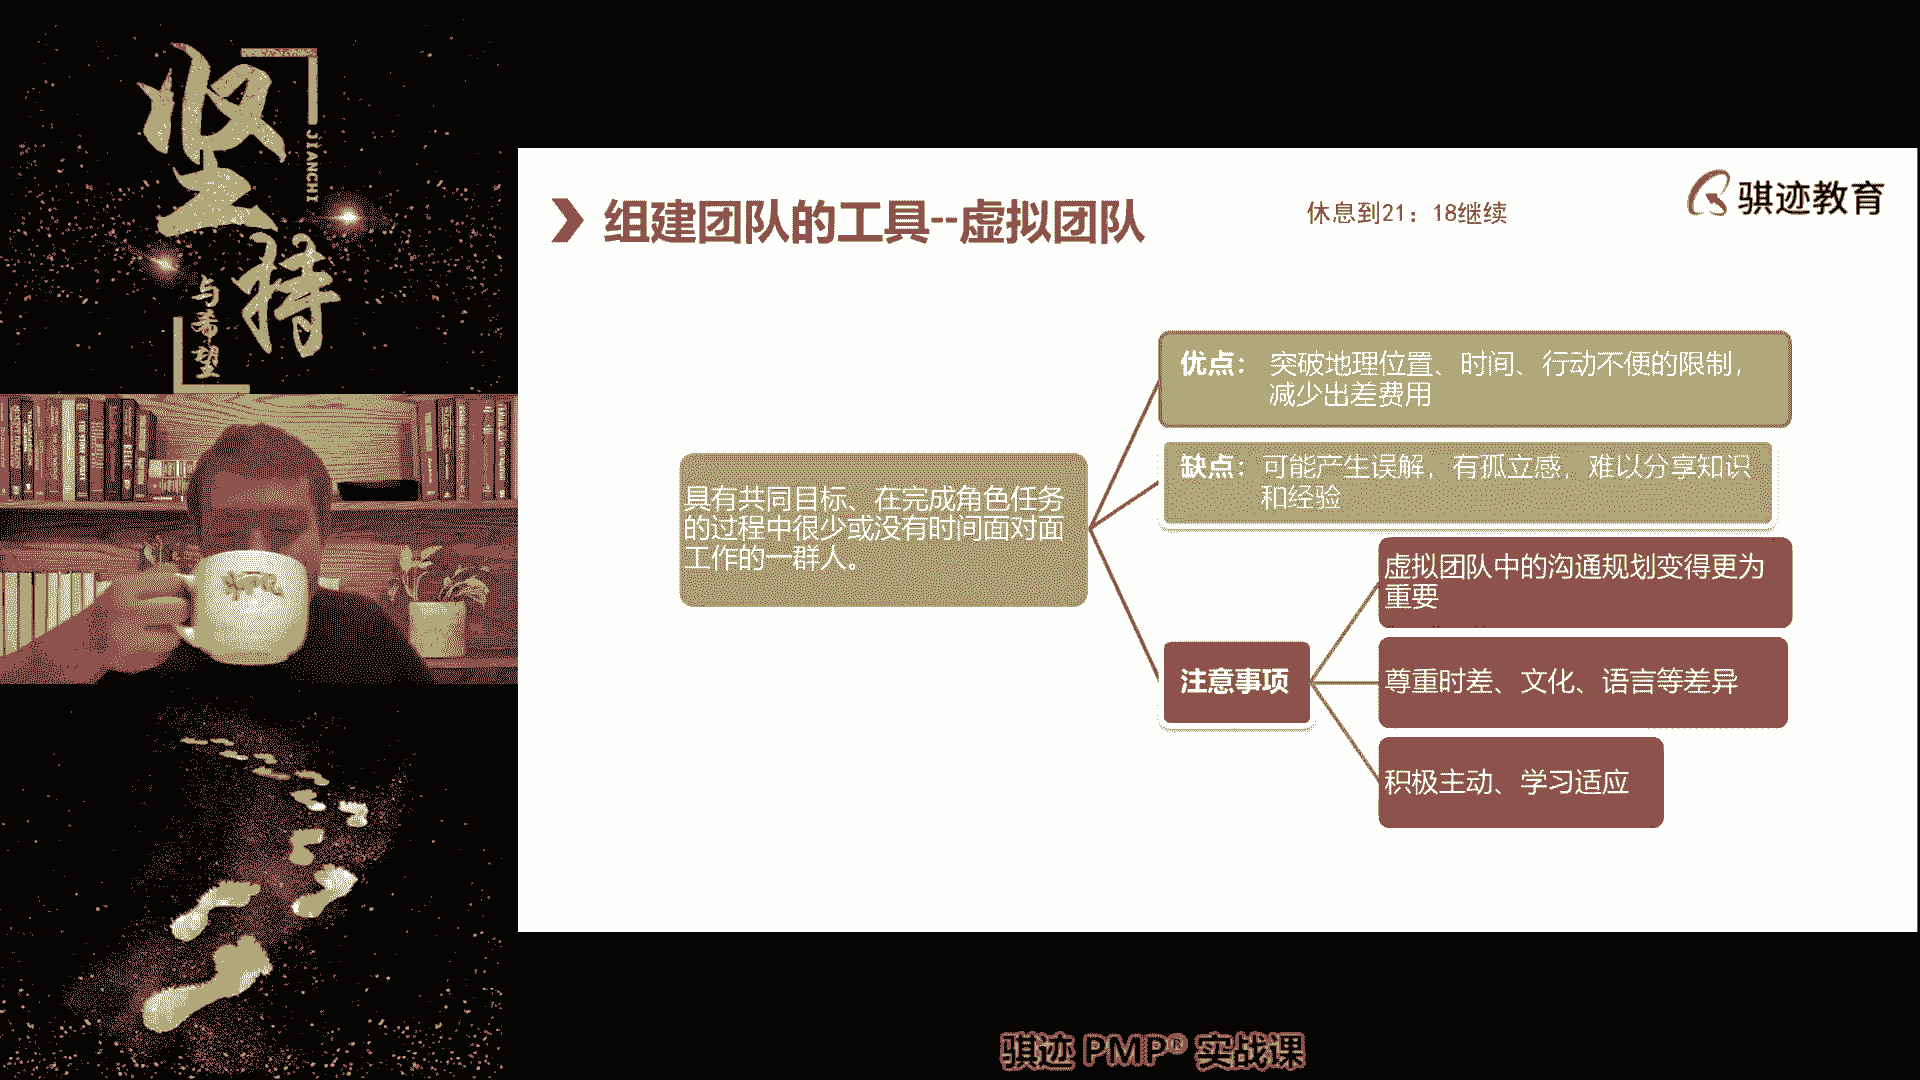 坚持
JIANCHI
与希望
组建团队的工具--虚拟团队
休息到21：18继续
骐迹教育
优点： 突破地理位置、时间、行动不便的限制，
减少出差费用
缺点： 可能产生误解，有孤立感，难以分享知识
和经验
具有共同目标、在完成角色任务
的过程中很少或没有时间面对面
工作的一群人。
虚拟团队中的沟通规划变得更为
重要
注意事项
尊重时差、文化、语言等差异
积极主动、学习适应
骐迹 PMP® 实战课